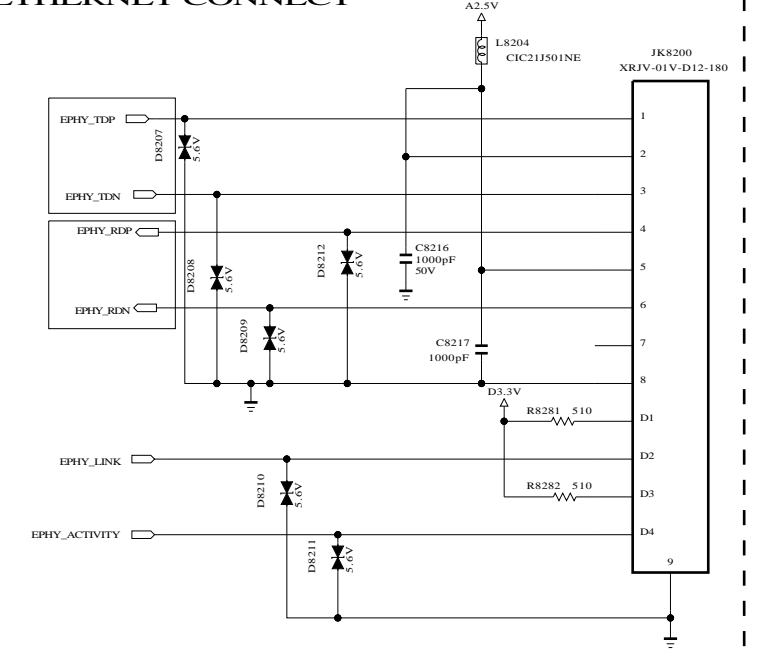 ETHERNET CONNECT
A2.5V
L8204
CIC21J501NE
JK8200
XRJV-01V-D12-180
EPHY_TDP
D8207
5.6V
1
2
EPHY_TDN
3
EPHY_RDP
4
D8208
5.6V
D8212
5.6V
C8216
1000pF
50V
5
EPHY_RDN
6
D8209
5.6V
C8217
1000pF
7
8
D3.3V
R8281 510
D1
EPHY_LINK
D2
D8210
5.6V
R8282 510
D3
EPHY_ACTIVITY
D4
D8211
5.6V
9